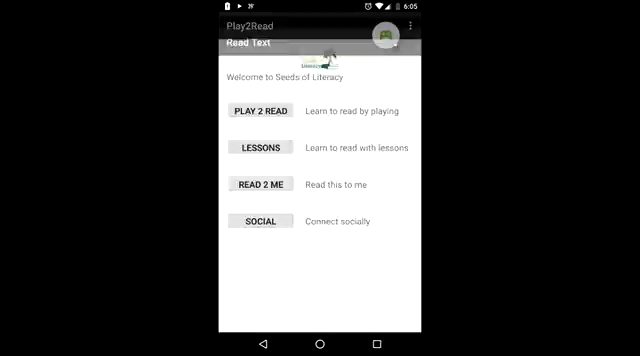 6:05
Play2Read
Read Text
Literacy
Welcome to Seeds of Literacy
PLAY 2 READ Learn to read by playing
LESSONS Learn to read with lessons
READ 2 ME Read this to me
SOCIAL Connect socially